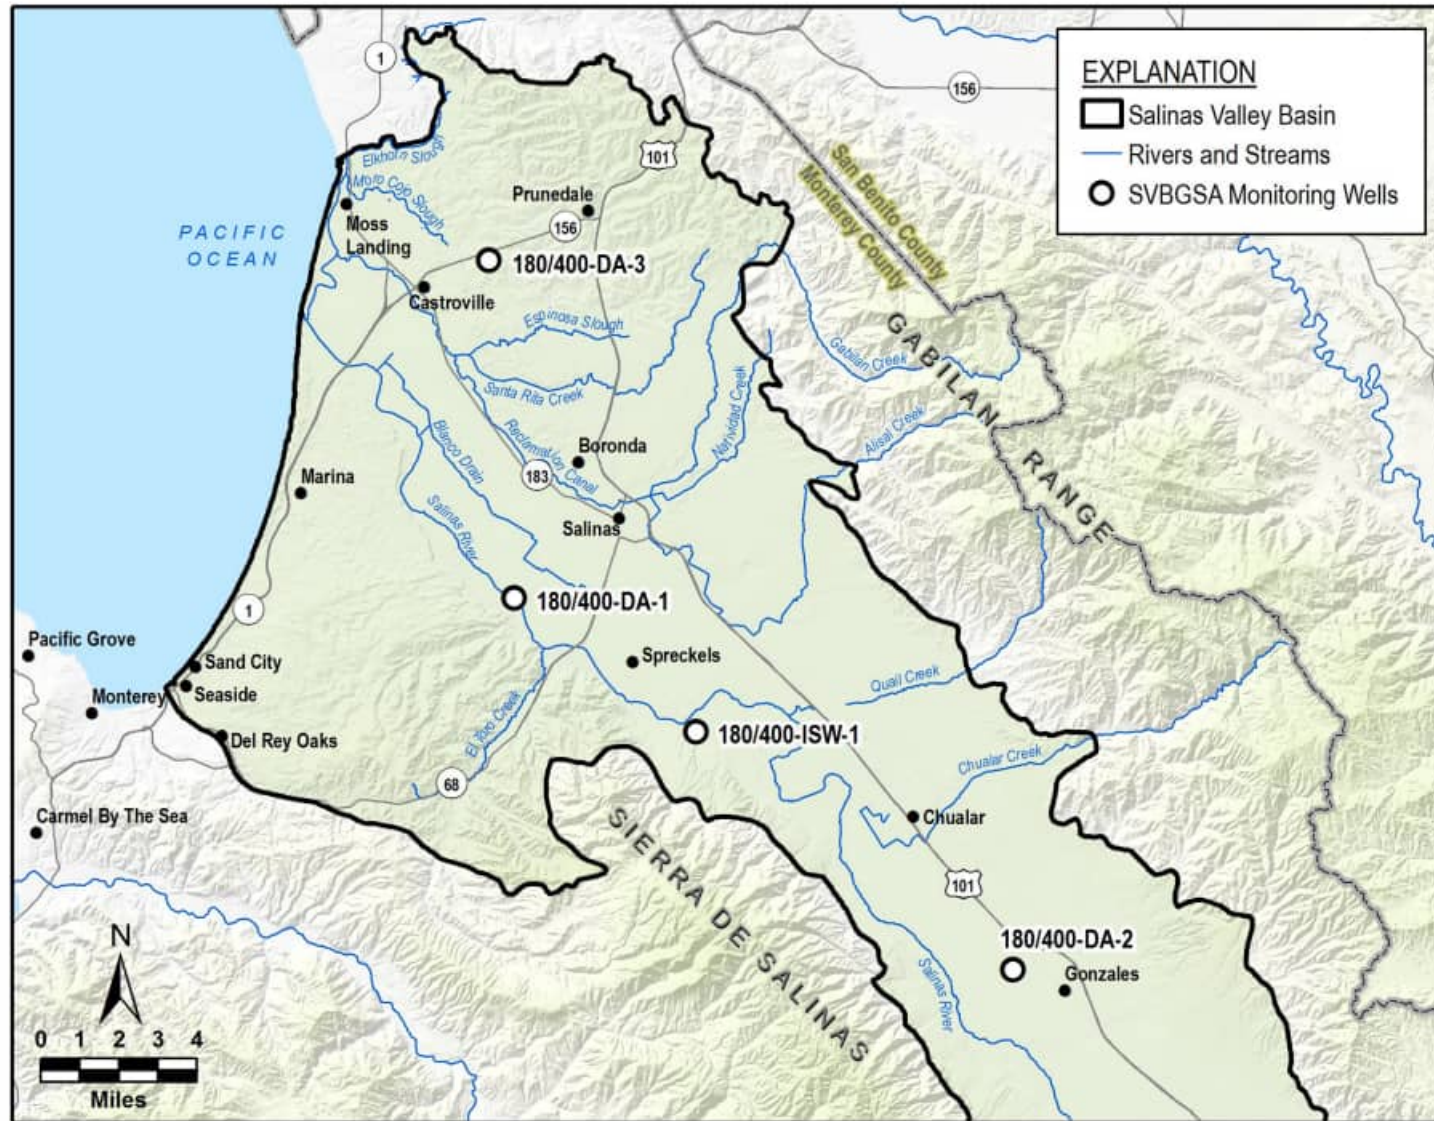 EXPLANATION
Salinas Valley Basin
Rivers and Streams
SVBGSA Monitoring Wells
1
156
101
San Benito County
Monterey County
Elkhorn Slough
Moro Cojo Slough
Prunedale
156
Moss
Landing
PACIFIC
OCEAN
180/400-DA-3
Castroville
Espinosa Slough
Gabilan Creek
GABILAN RANGE
Santa Rita Creek
Natividad Creek
Alisal Creek
Blanco Drain
Reclamation Canal
Boronda
183
Marina
Salinas River
Salinas
180/400-DA-1
1
Pacific Grove
Sand City
Seaside
Monterey
Spreckels
Quail Creek
El Toro Creek
Del Rey Oaks
180/400-ISW-1
Chualar Creek
68
Carmel By The Sea
Chualar
SIERRA DE SALINAS
101
180/400-DA-2
Gonzales
Salinas River
N
0 1 2 3 4
Miles